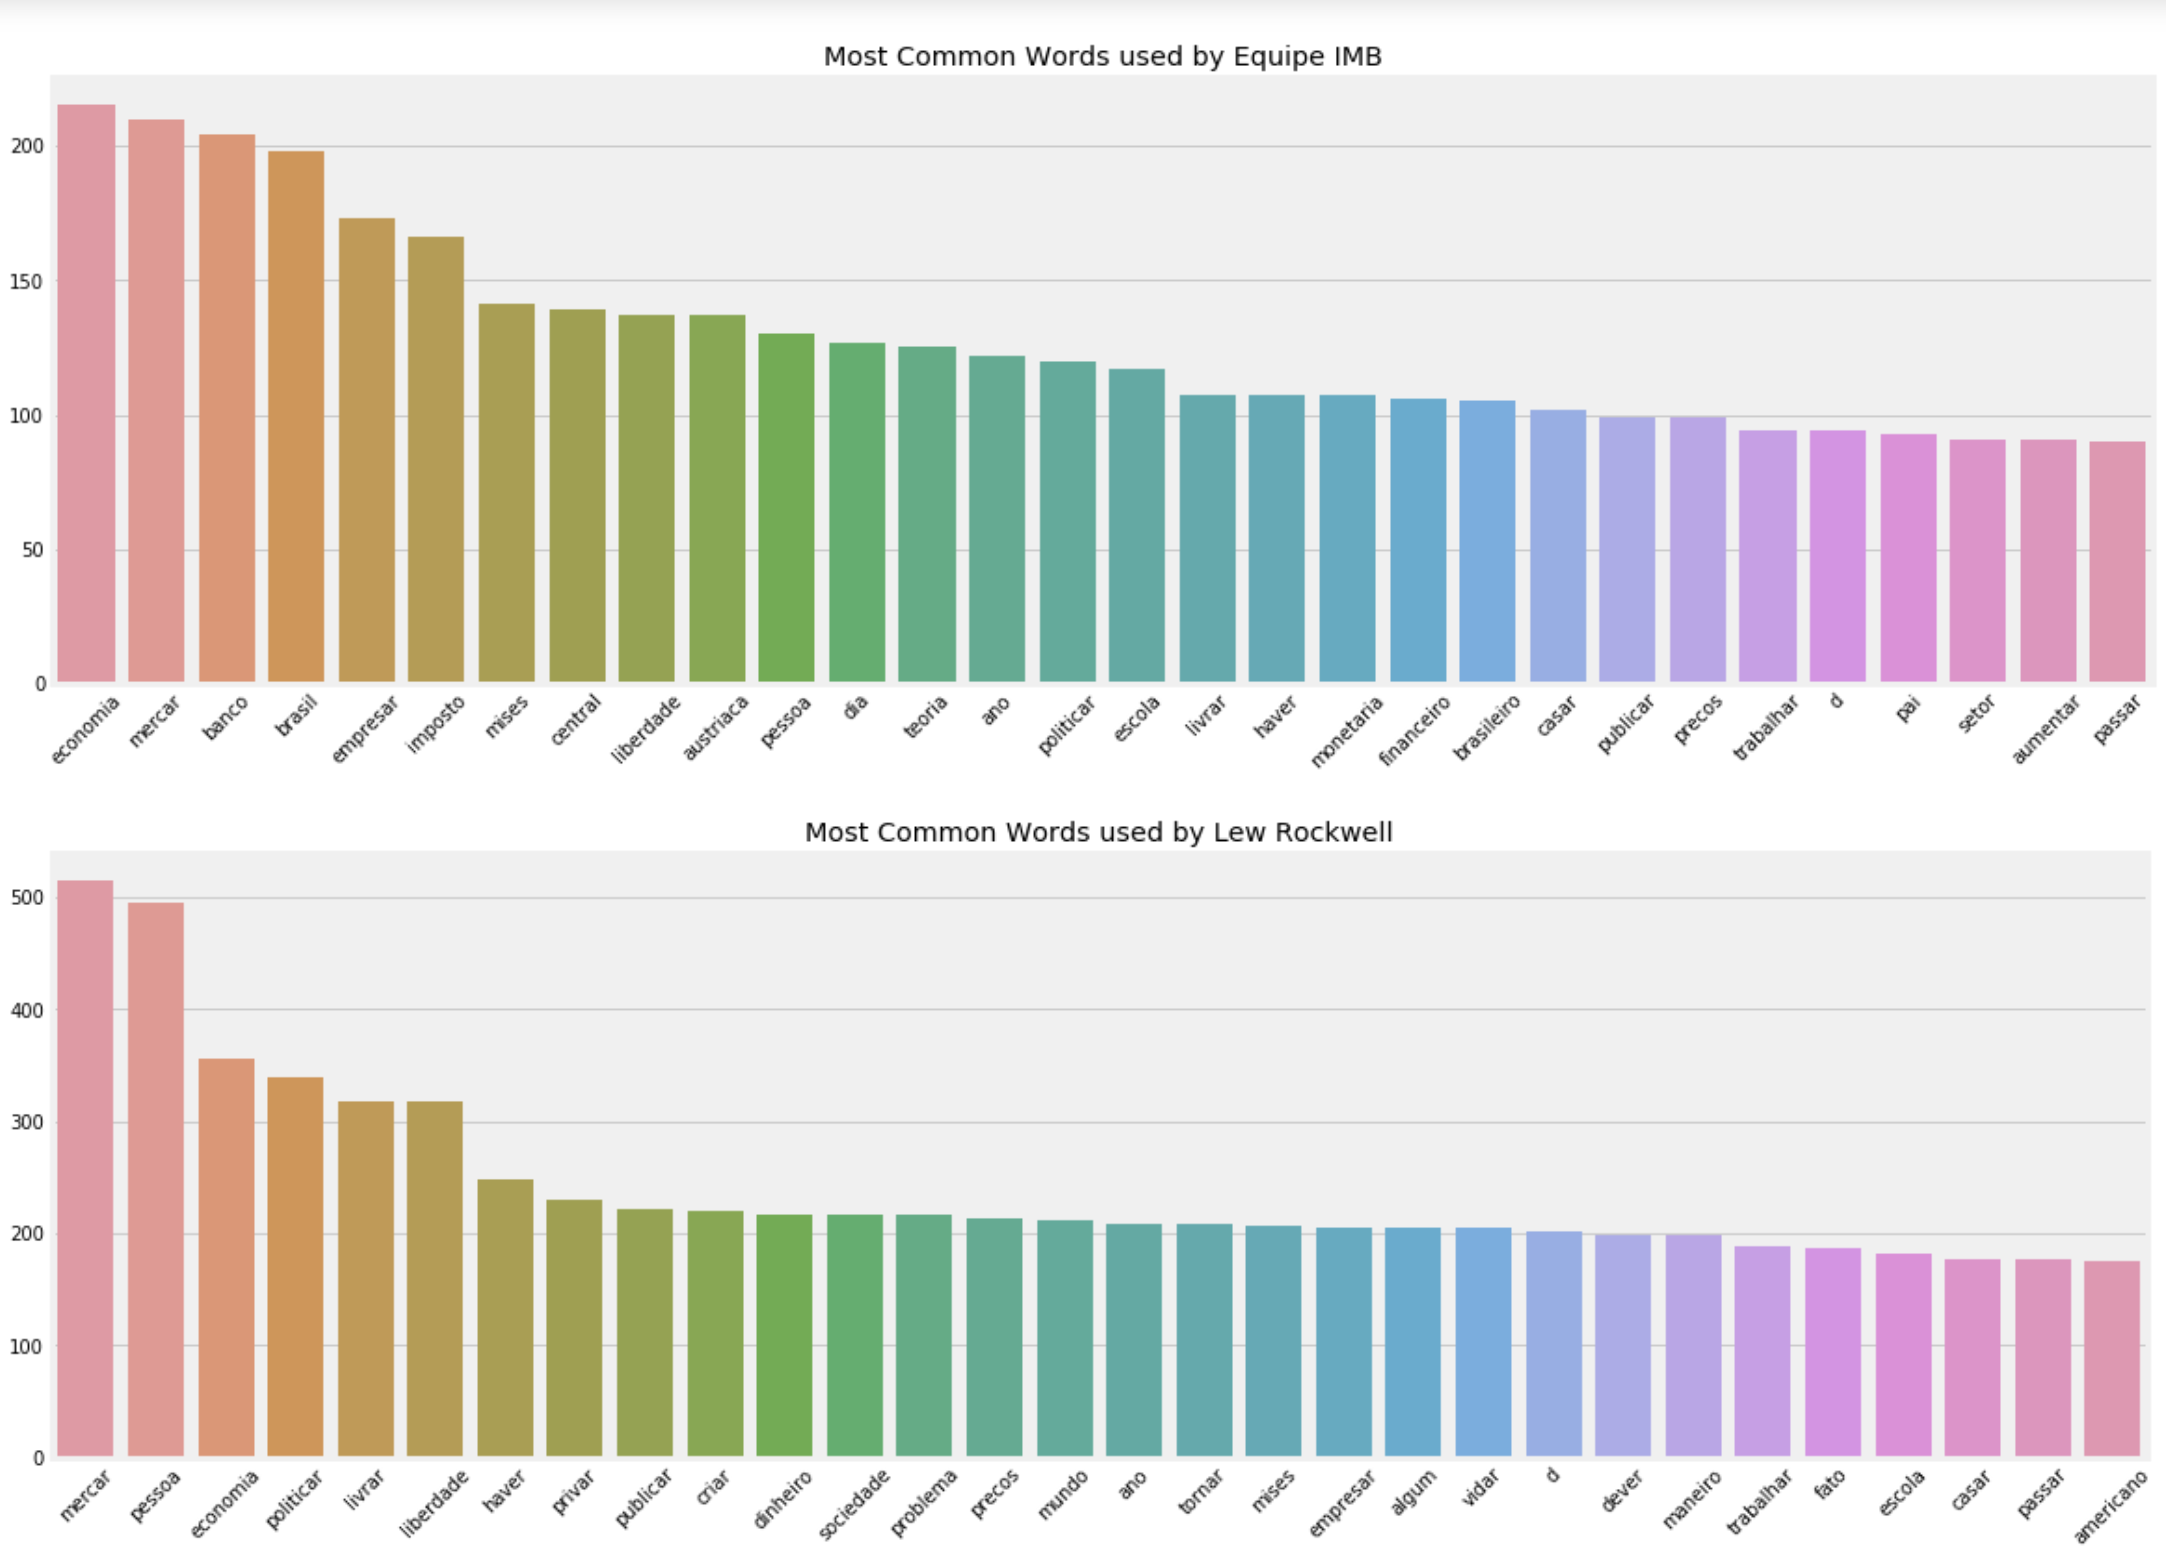 Most Common Words used by Equipe IMB
200
150
100
50
0
economia mercar banco brasil empresar imposto mises central liberdade austriaca pessoa dia teoria ano politicar escola livrar haver monetaria financeiro brasileiro casar publicar precos trabalhar d pai setor aumentar passar
Most Common Words used by Lew Rockwell
500
400
300
200
100
0
mercar pessoa economia politicar livrar liberdade haver privar publicar criar dinheiro sociedade problema precos mundo ano tornar mises empresar algum vidar d dever maneiro trabalhar fato escola casar passar americano